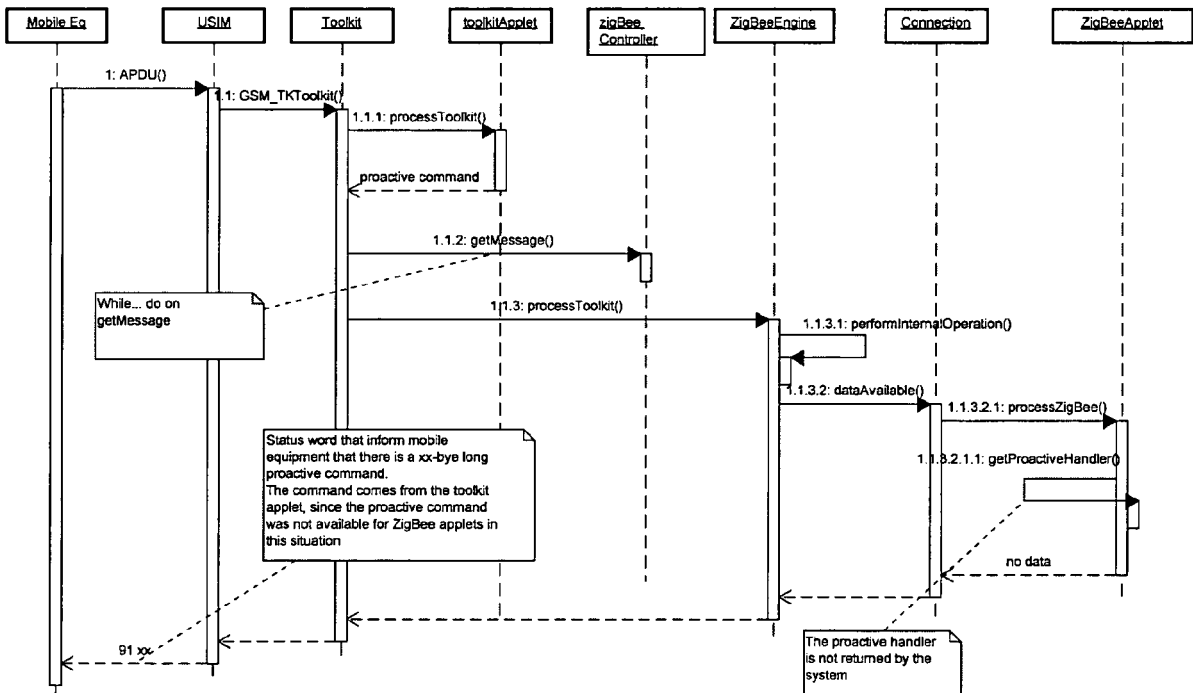 Mobile Eq
USIM
Toolkit
toolkitApplet
zigBee
Controller
ZigBeeEngine
Connection
ZigBeeApplet
1: APDU()
1.1: GSM_TKToolkit()
1.1.1: processToolkit()
proactive command
1.1.2: getMessage()
While... do on
getMessage
1.1.3: processToolkit()
1.1.3.1: performInternalOperation()
1.1.3.2: dataAvailable()
1.1.3.2.1: processZigBee()
Status word that inform mobile
equipment that there is a xx-bye long
proactive command.
The command comes from the toolkit
applet, since the proactive command
was not available for ZigBee applets in
this situation
1.1.3.2.1.1: getProactiveHandler()
no data
91 xx
The proactive handler
is not returned by the
system